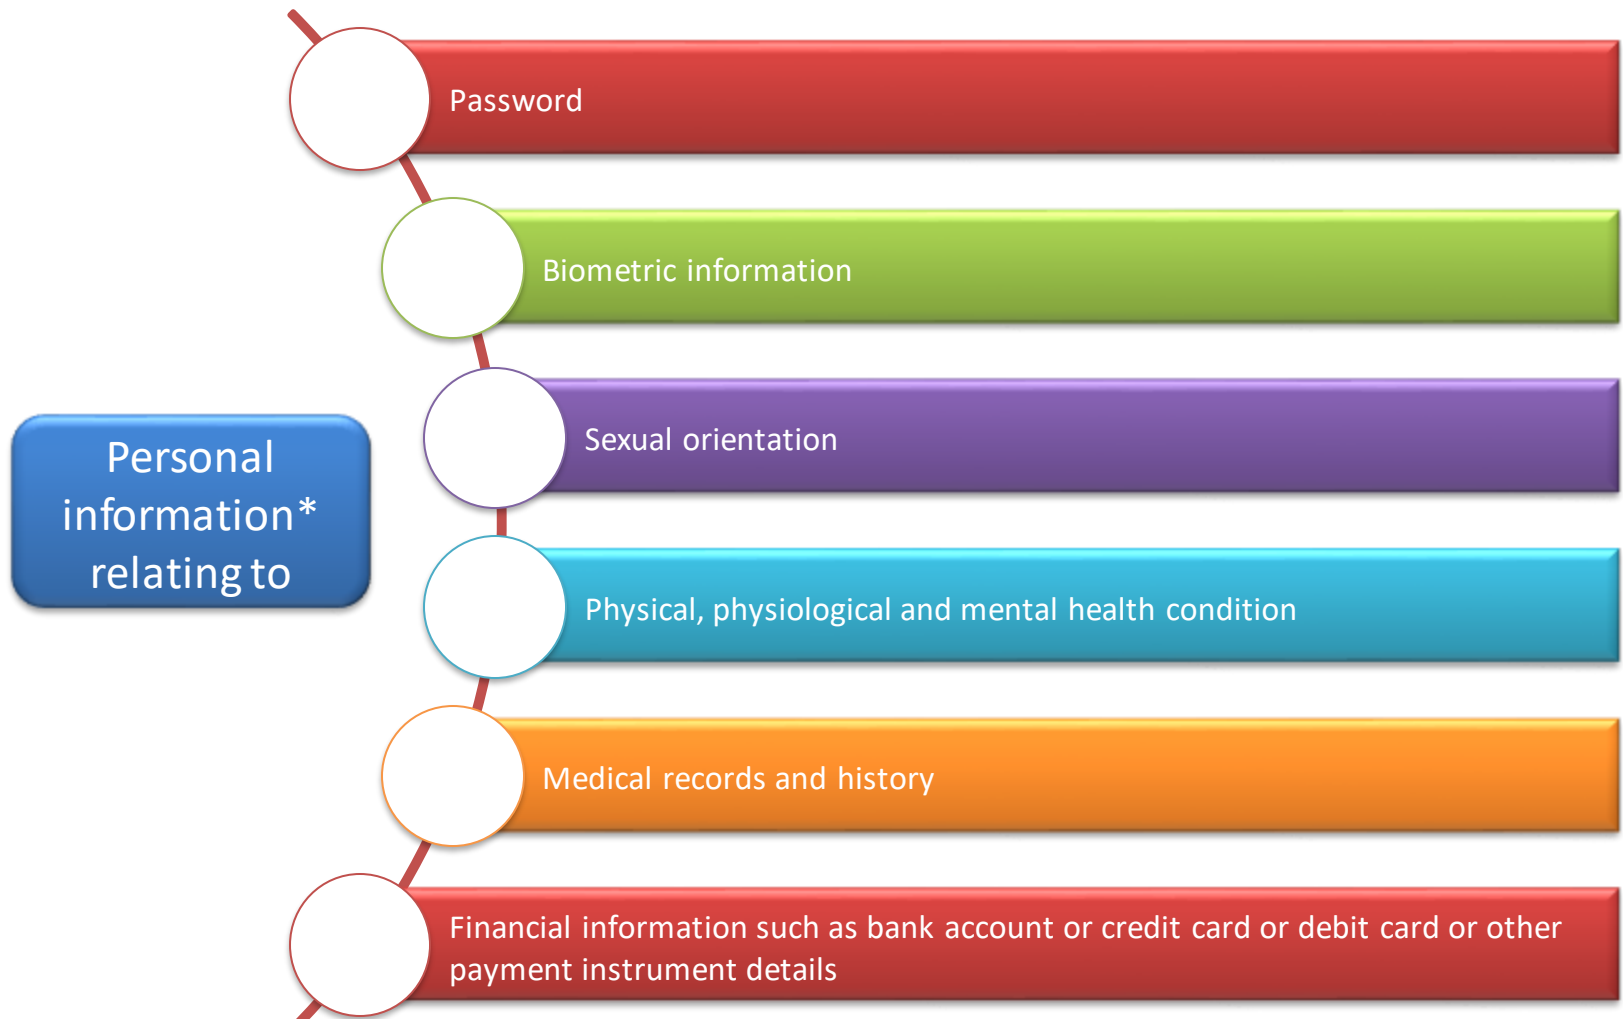 Password
Biometric information
Sexual orientation
Personal
information*
relating to
Physical, physiological and mental health condition
Medical records and history
Financial information such as bank account or credit card or debit card or other
payment instrument details